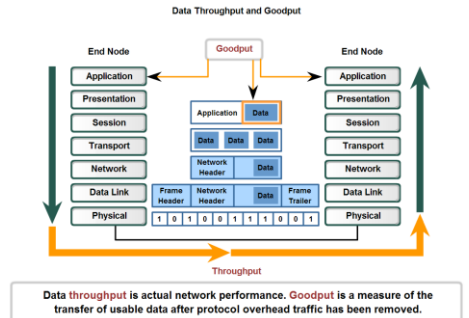 Data Throughput and Goodput
End Node
Goodput
End Node
Application
Application
Presentation
Presentation
Application Data
Session
Session
Data Data Data
Transport
Transport
Network Header Data
Network
Network
Frame Header Network Header Data Frame Trailer
Data Link
Data Link
1 0 1 0 0 1 1 1 1 0 0 1
Physical
Physical
Throughput
Data throughput is actual network performance. Goodput is a measure of the
transfer of usable data after protocol overhead traffic has been removed.